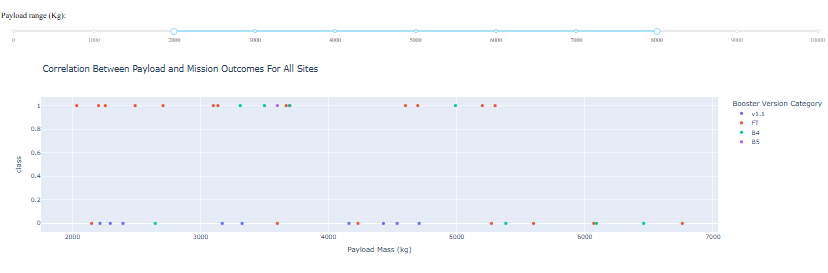 Payload range (Kg):
0 1000 2000 3000 4000 5000 6000 7000 8000 9000 10000
Correlation Between Payload and Mission Outcomes For All Sites
Booster Version Category
v1.1
FT
B4
B5
1
0.8
0.6
0.4
0.2
0
class
2000 3000 4000 5000 6000 7000
Payload Mass (kg)